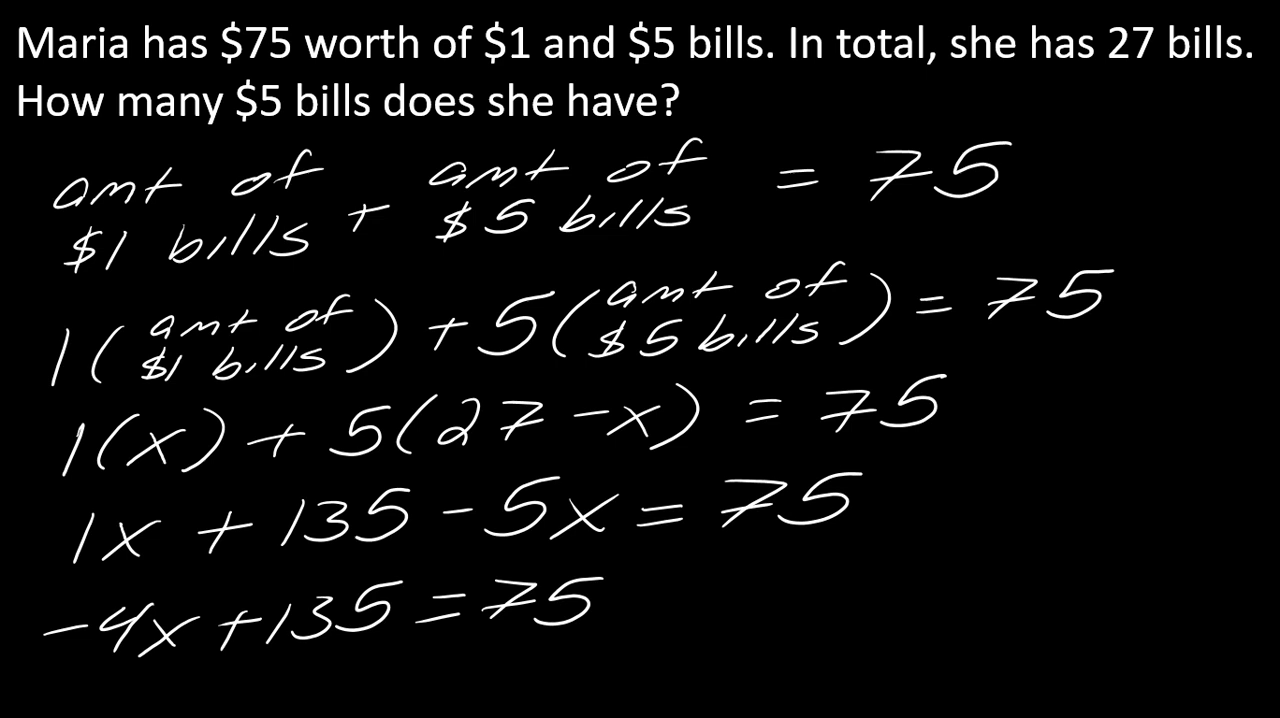 Maria has $75 worth of $1 and $5 bills. In total, she has 27 bills.
How many $5 bills does she have?
amt of $1 bills + amt of $5 bills = 75
1(amt of $1 bills) + 5(amt of $5 bills) = 75
1(x) + 5(27 - x) = 75
1x + 135 - 5x = 75
-4x + 135 = 75